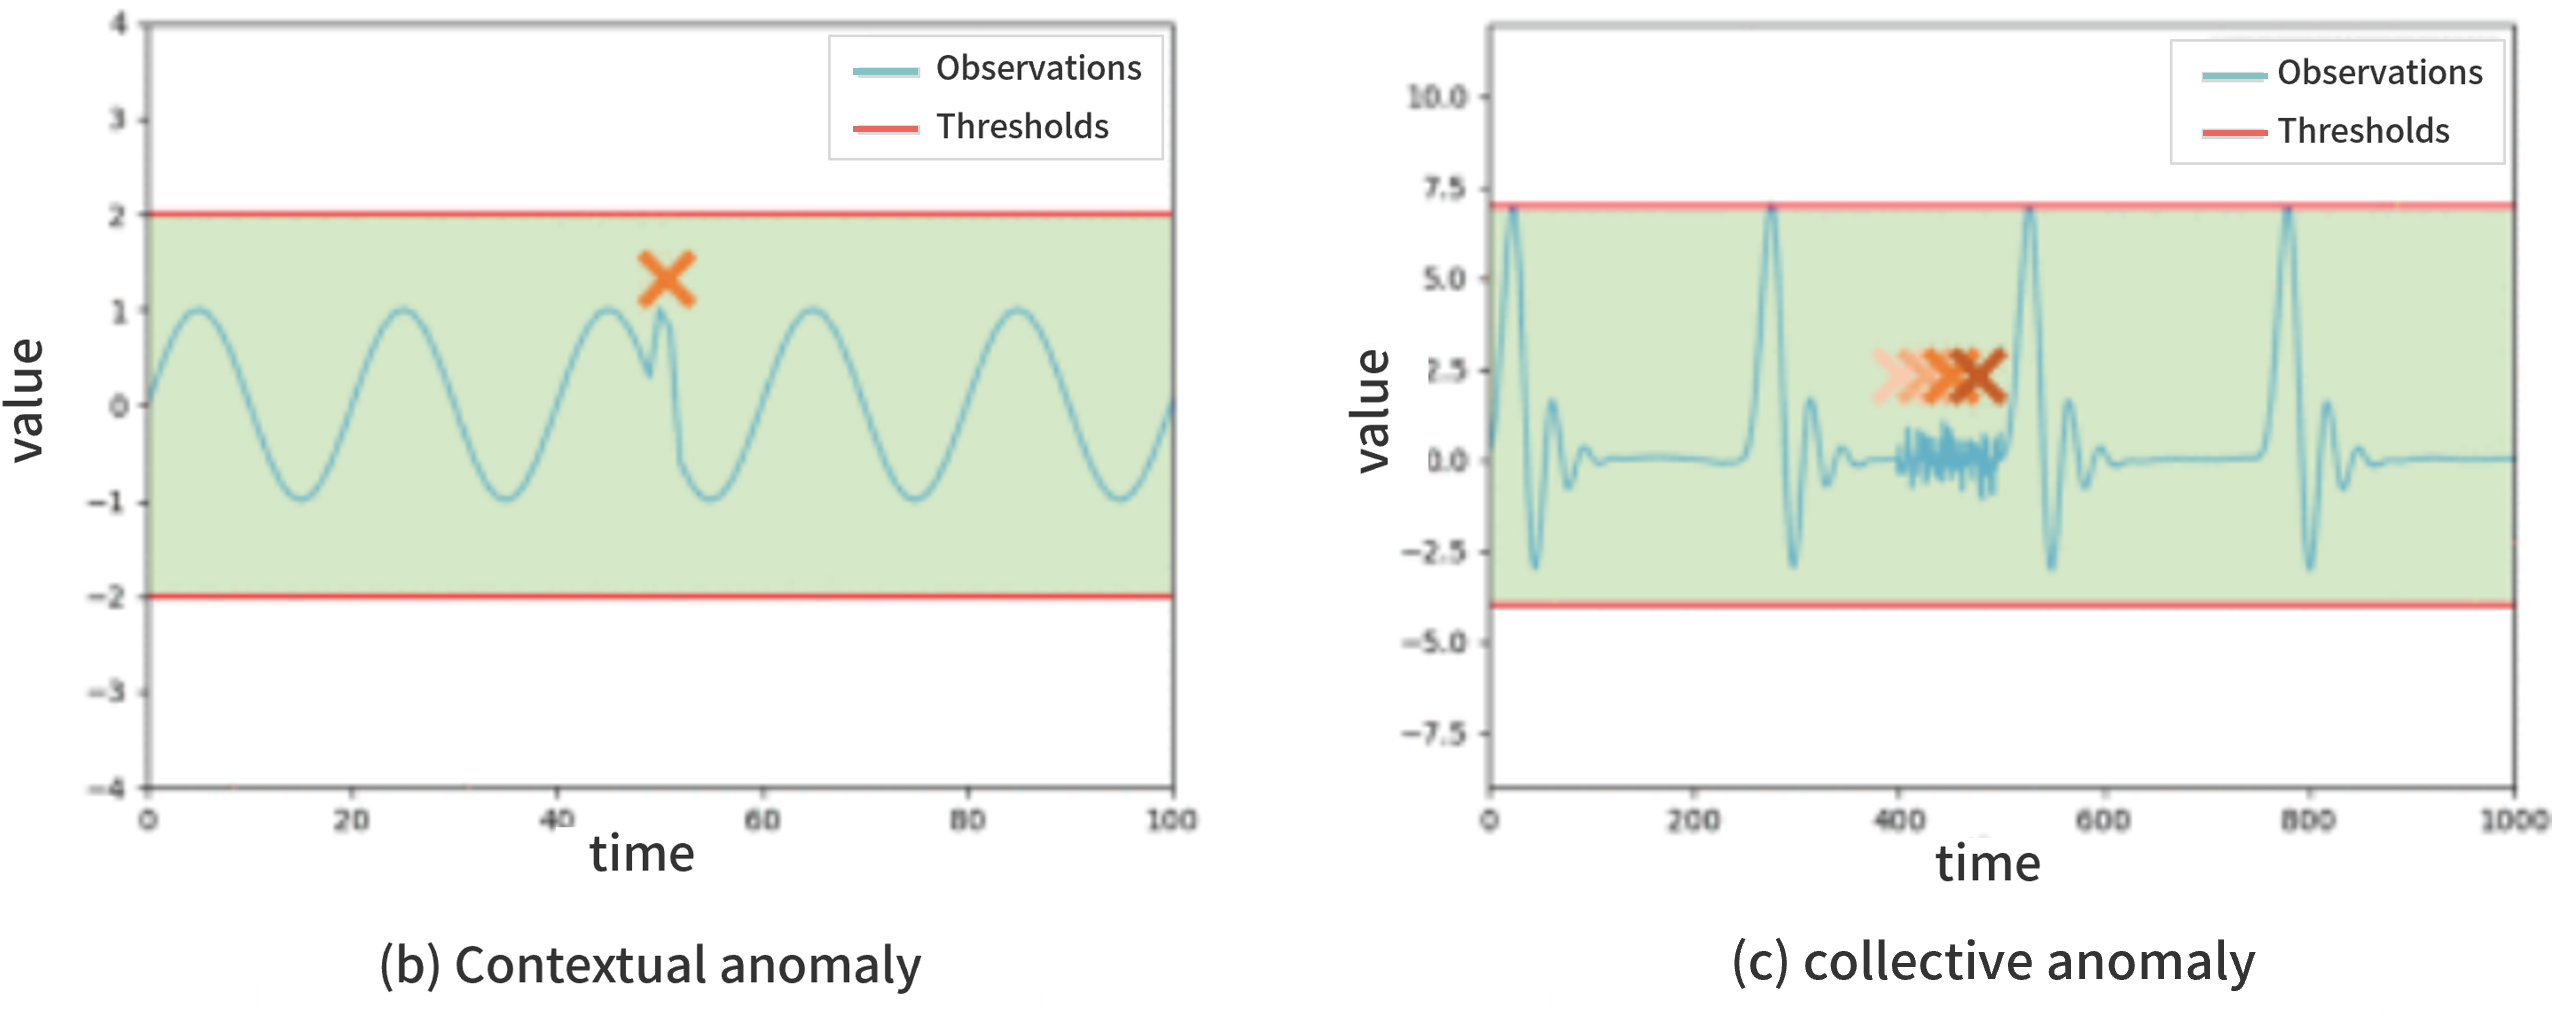 4
3
2
1
0
−1
−2
−3
−4
0 20 40 60 80 100
value
time
Observations
Thresholds
(b) Contextual anomaly
10.0
7.5
5.0
2.5
0.0
−2.5
−5.0
−7.5
0 200 400 600 800 1000
value
time
Observations
Thresholds
(c) collective anomaly